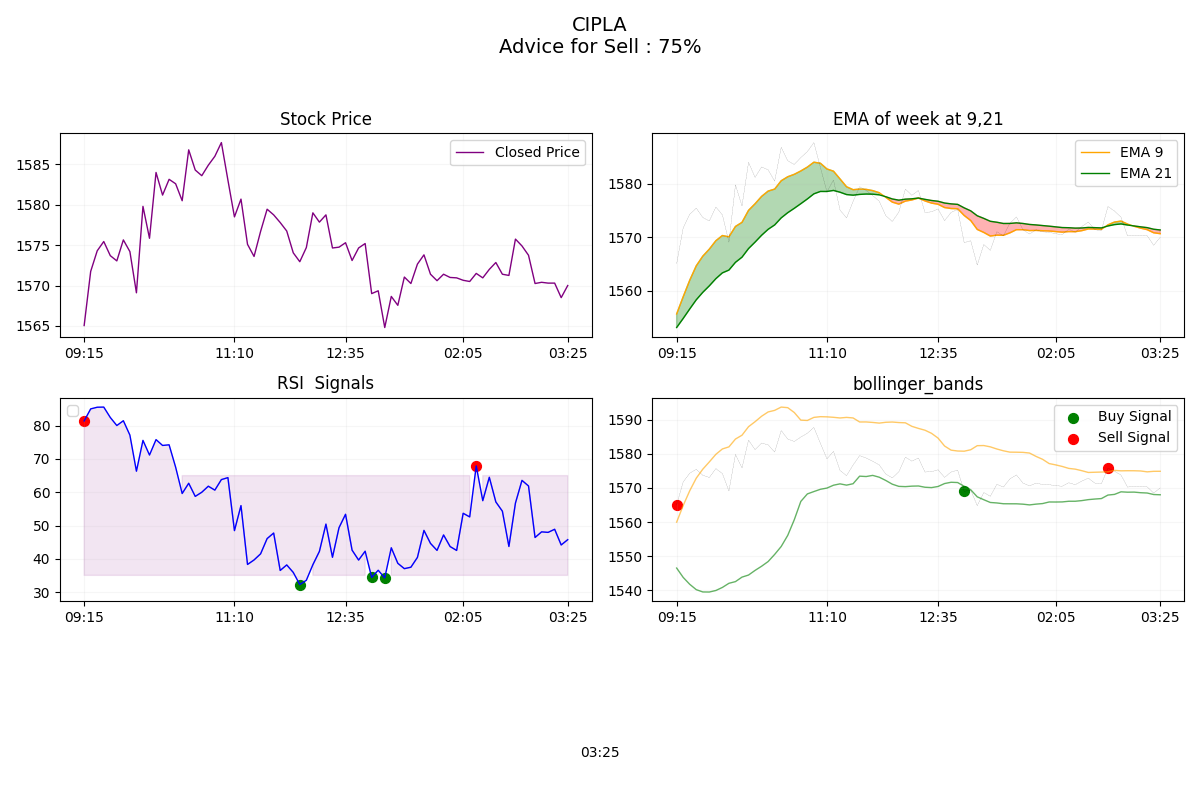 CIPLA
Advice for Sell : 75%
Stock Price
Closed Price
1585
1580
1575
1570
1565
09:15 11:10 12:35 02:05 03:25
EMA of week at 9,21
EMA 9
EMA 21
1580
1570
1560
09:15 11:10 12:35 02:05 03:25
RSI  Signals
80
70
60
50
40
30
09:15 11:10 12:35 02:05 03:25
bollinger_bands
Buy Signal
Sell Signal
1590
1580
1570
1560
1550
1540
09:15 11:10 12:35 02:05 03:25
03:25